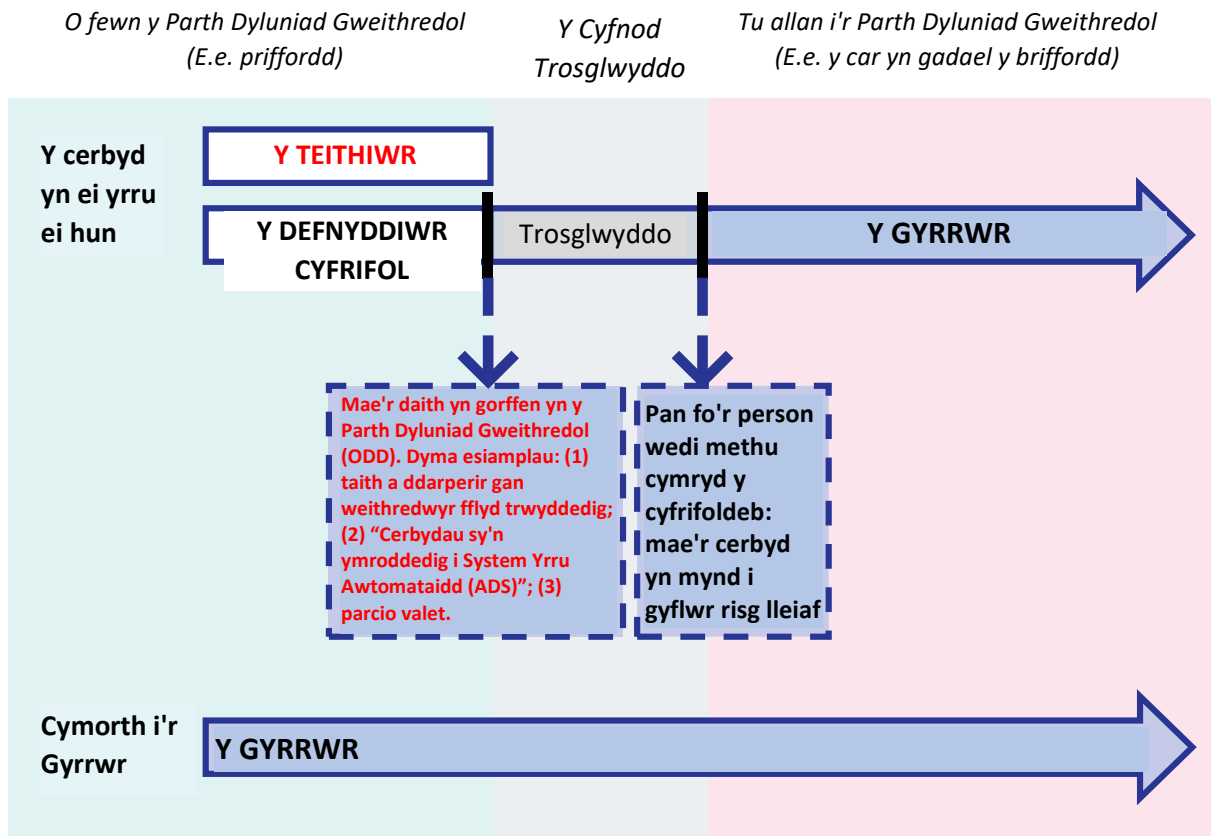 O fewn y Parth Dyluniad Gweithredol
(E.e. priffordd)
Y Cyfnod
Trosglwyddo
Tu allan i'r Parth Dyluniad Gweithredol
(E.e. y car yn gadael y briffordd)
Y cerbyd
yn ei yrru
ei hun
Y TEITHIWR
Y DEFNYDDIWR
CYFRIFOL
Trosglwyddo
Y GYRRWR
Mae'r daith yn gorffen yn y
Parth Dyluniad Gweithredol
(ODD). Dyma esiamplau: (1)
taith a ddarperir gan
weithredwyr fflyd trwyddedig;
(2) “Cerbydau sy'n
ymroddedig i System Yrru
Awtomataidd (ADS)”; (3)
parcio valet.
Pan fo'r person
wedi methu
cymryd y
cyfrifoldeb:
mae'r cerbyd
yn mynd i
gyflwr risg lleiaf
Cymorth i'r
Gyrrwr
Y GYRRWR